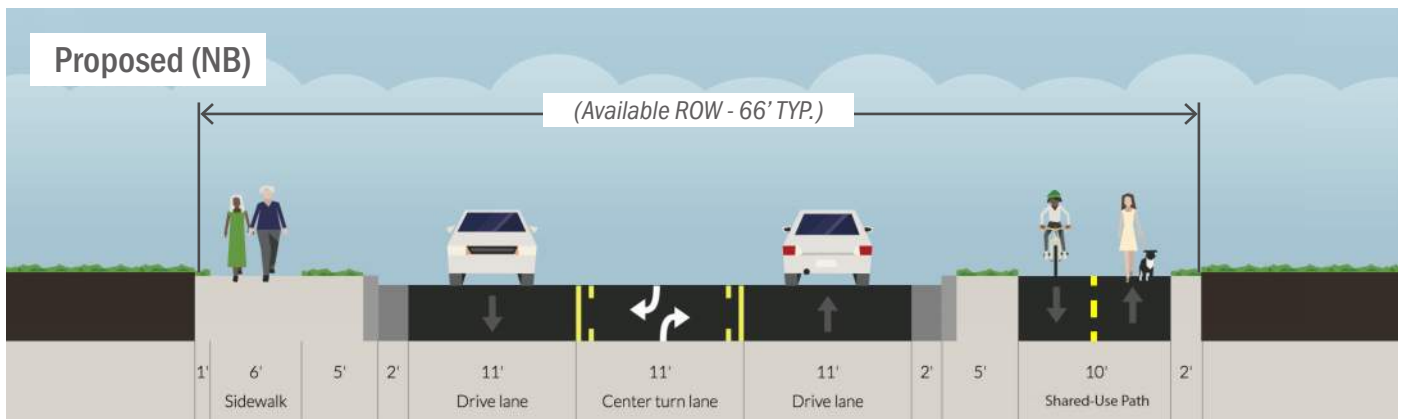 Proposed (NB)
(Available ROW - 66' TYP.)
1' 6' 5' 2' 11' 11' 11' 2' 5' 10' 2'
Sidewalk Drive lane Center turn lane Drive lane Shared-Use Path